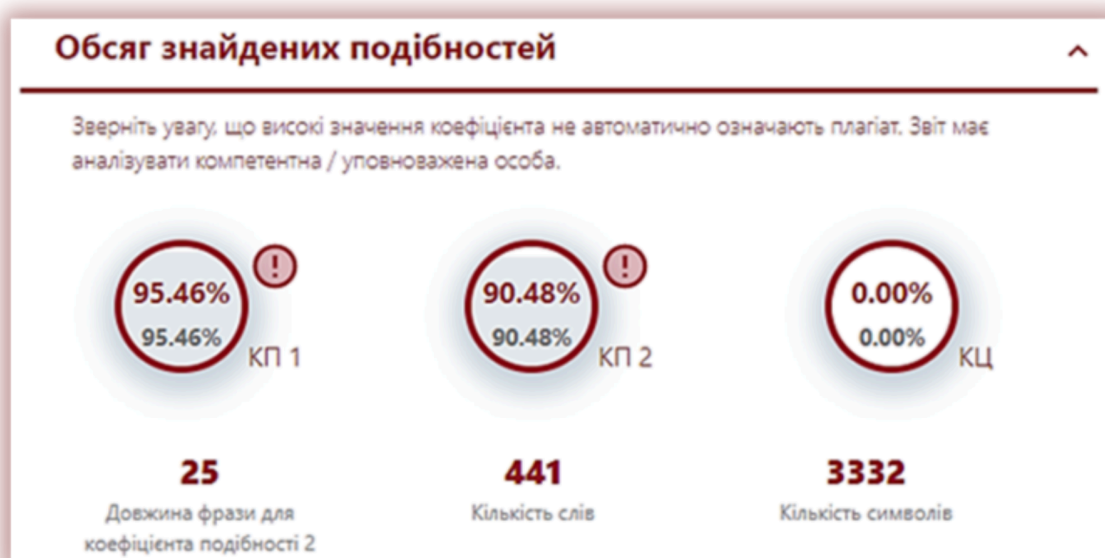 Обсяг знайдених подібностей
Зверніть увагу, що високі значення коефіцієнта не автоматично означають плагіат. Звіт має
аналізувати компетентна / уповноважена особа.
95.46%
95.46%
!
КП 1
90.48%
90.48%
!
КП 2
0.00%
0.00%
КЦ
25
Довжина фрази для
коефіцієнта подібності 2
441
Кількість слів
3332
Кількість символів